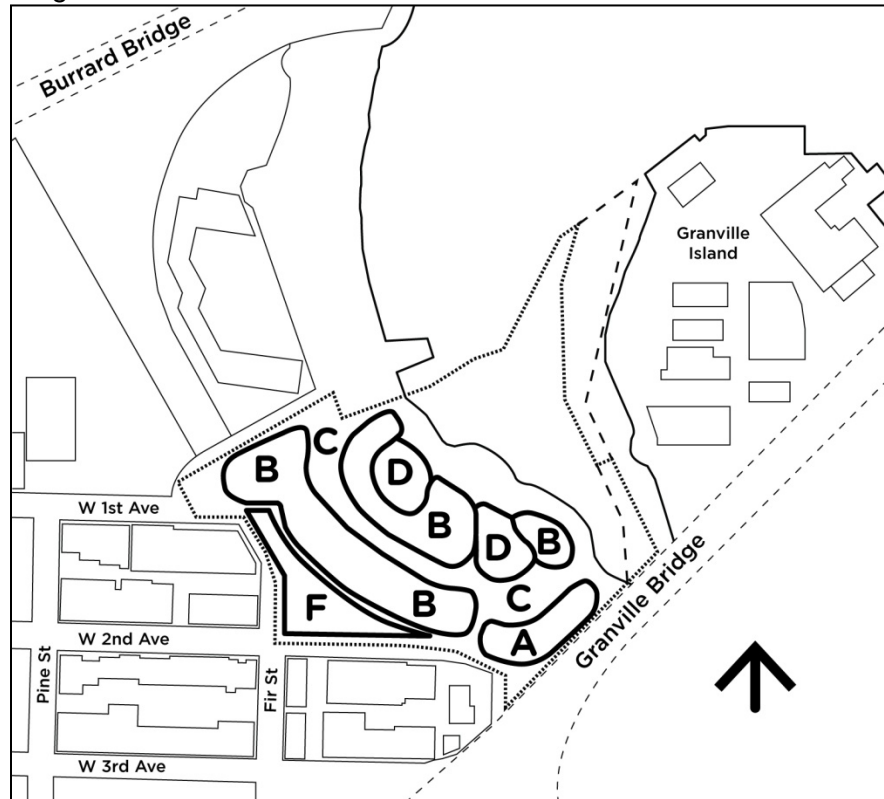 Burrard Bridge
Granville
Island
C
B
D
B
D
B
W 1st Ave
C
B
F
A
Granville Bridge
W 2nd Ave
Pine St
Fir St
W 3rd Ave